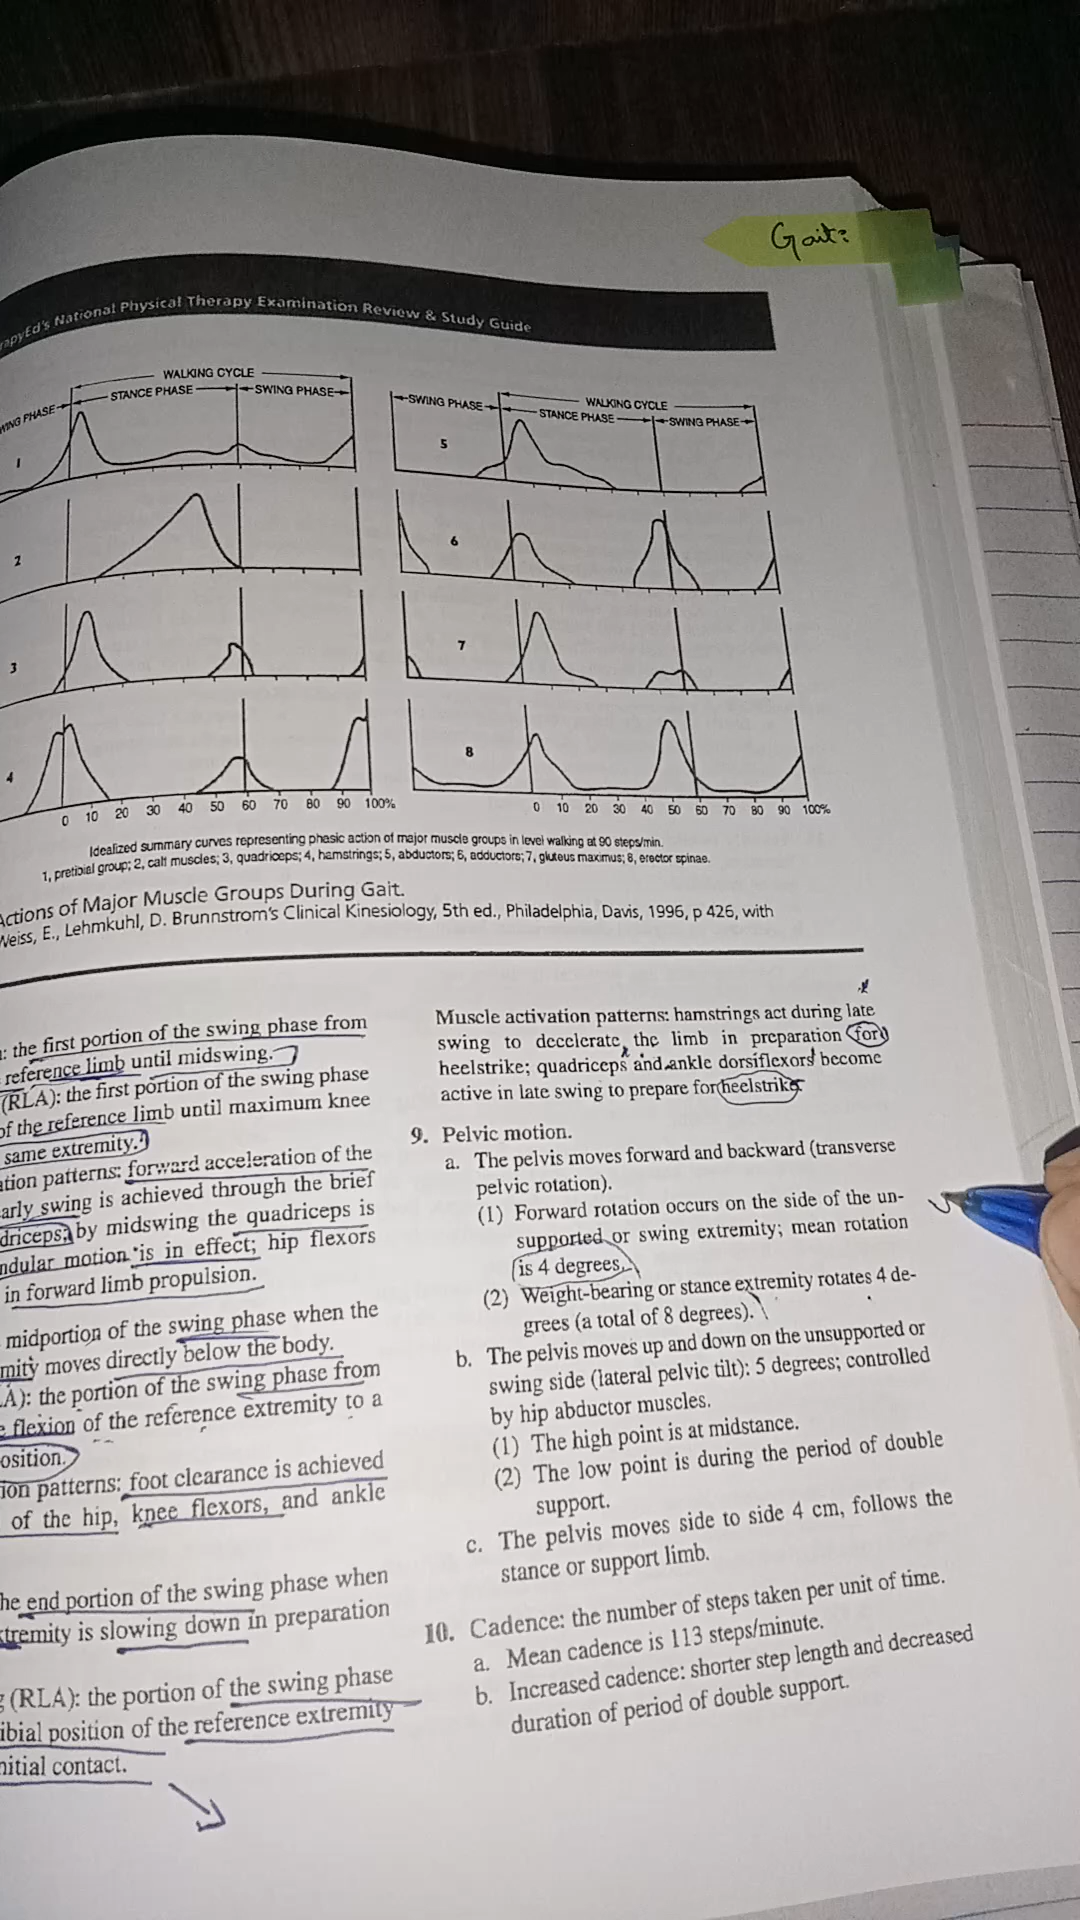 Gait:
apyEd's National Physical Therapy Examination Review & Study Guide
WALKING CYCLE
SWING PHASE STANCE PHASE SWING PHASE
1
2
3
4
0 10 20 30 40 50 60 70 80 90 100%
WALKING CYCLE
SWING PHASE STANCE PHASE SWING PHASE
5
6
7
8
0 10 20 30 40 50 60 70 80 90 100%
Idealized summary curves representing phasic action of major muscle groups in level walking at 90 steps/min.
1, pretibial group; 2, calf muscles; 3, quadriceps; 4, hamstrings; 5, abductors; 6, adductors; 7, gluteus maximus; 8, erector spinae.
Actions of Major Muscle Groups During Gait.
Weiss, E., Lehmkuhl, D. Brunnstrom's Clinical Kinesiology, 5th ed., Philadelphia, Davis, 1996, p 426, with
: the first portion of the swing phase from
reference limb until midswing.
(RLA): the first portion of the swing phase
of the reference limb until maximum knee
same extremity.
tion patterns: forward acceleration of the
arly swing is achieved through the brief
driceps; by midswing the quadriceps is
ndular motion is in effect; hip flexors
in forward limb propulsion.
midportion of the swing phase when the
mity moves directly below the body.
A): the portion of the swing phase from
e flexion of the reference extremity to a
osition.
ion patterns: foot clearance is achieved
of the hip, knee flexors, and ankle
he end portion of the swing phase when
tremity is slowing down in preparation
g (RLA): the portion of the swing phase
ibial position of the reference extremity
nitial contact.
Muscle activation patterns: hamstrings act during late
swing to decelerate the limb in preparation for
heelstrike; quadriceps and ankle dorsiflexors become
active in late swing to prepare for heelstrike.
9. Pelvic motion.
a. The pelvis moves forward and backward (transverse
pelvic rotation).
(1) Forward rotation occurs on the side of the un-
supported or swing extremity; mean rotation
is 4 degrees.
(2) Weight-bearing or stance extremity rotates 4 de-
grees (a total of 8 degrees).
b. The pelvis moves up and down on the unsupported or
swing side (lateral pelvic tilt): 5 degrees; controlled
by hip abductor muscles.
(1) The high point is at midstance.
(2) The low point is during the period of double
support.
c. The pelvis moves side to side 4 cm, follows the
stance or support limb.
10. Cadence: the number of steps taken per unit of time.
a. Mean cadence is 113 steps/minute.
b. Increased cadence: shorter step length and decreased
duration of period of double support.